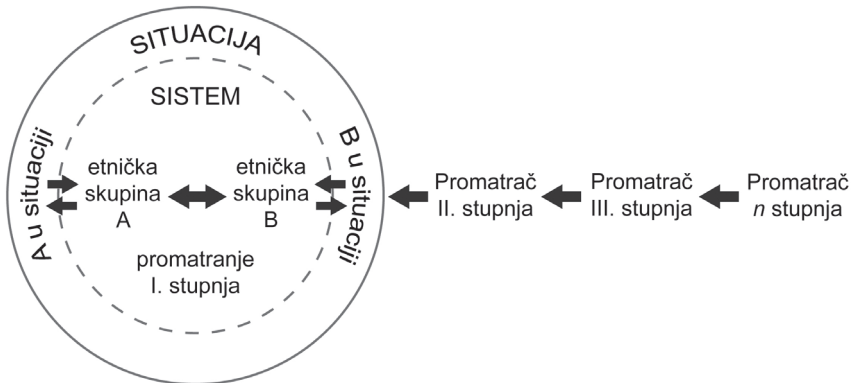 SITUACIJA
SISTEM
A u situaciji
etnička
skupina
A
etnička
skupina
B
B u situaciji
promatranje
I. stupnja
Promatrač
II. stupnja
Promatrač
III. stupnja
Promatrač
n stupnja